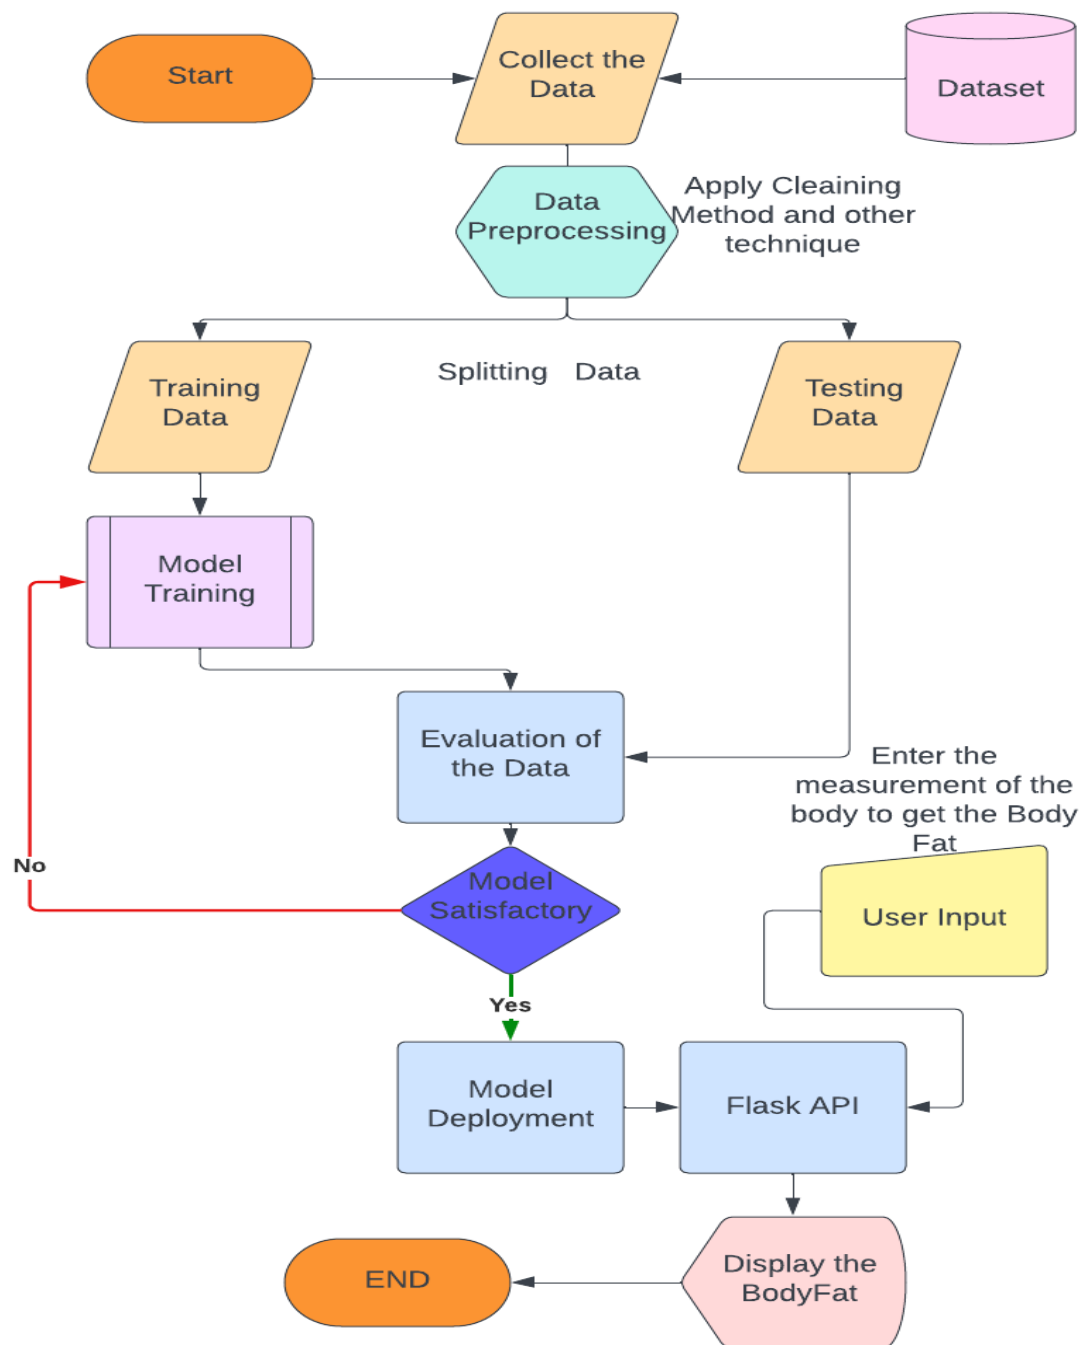 Start
Collect the
Data
Dataset
Data
Preprocessing
Apply Cleaining
Method and other
technique
Training
Data
Splitting   Data
Testing
Data
Model
Training
Evaluation of
the Data
Enter the
measurement of the
body to get the Body
Fat
No
Model
Satisfactory
User Input
Yes
Model
Deployment
Flask API
Display the
BodyFat
END